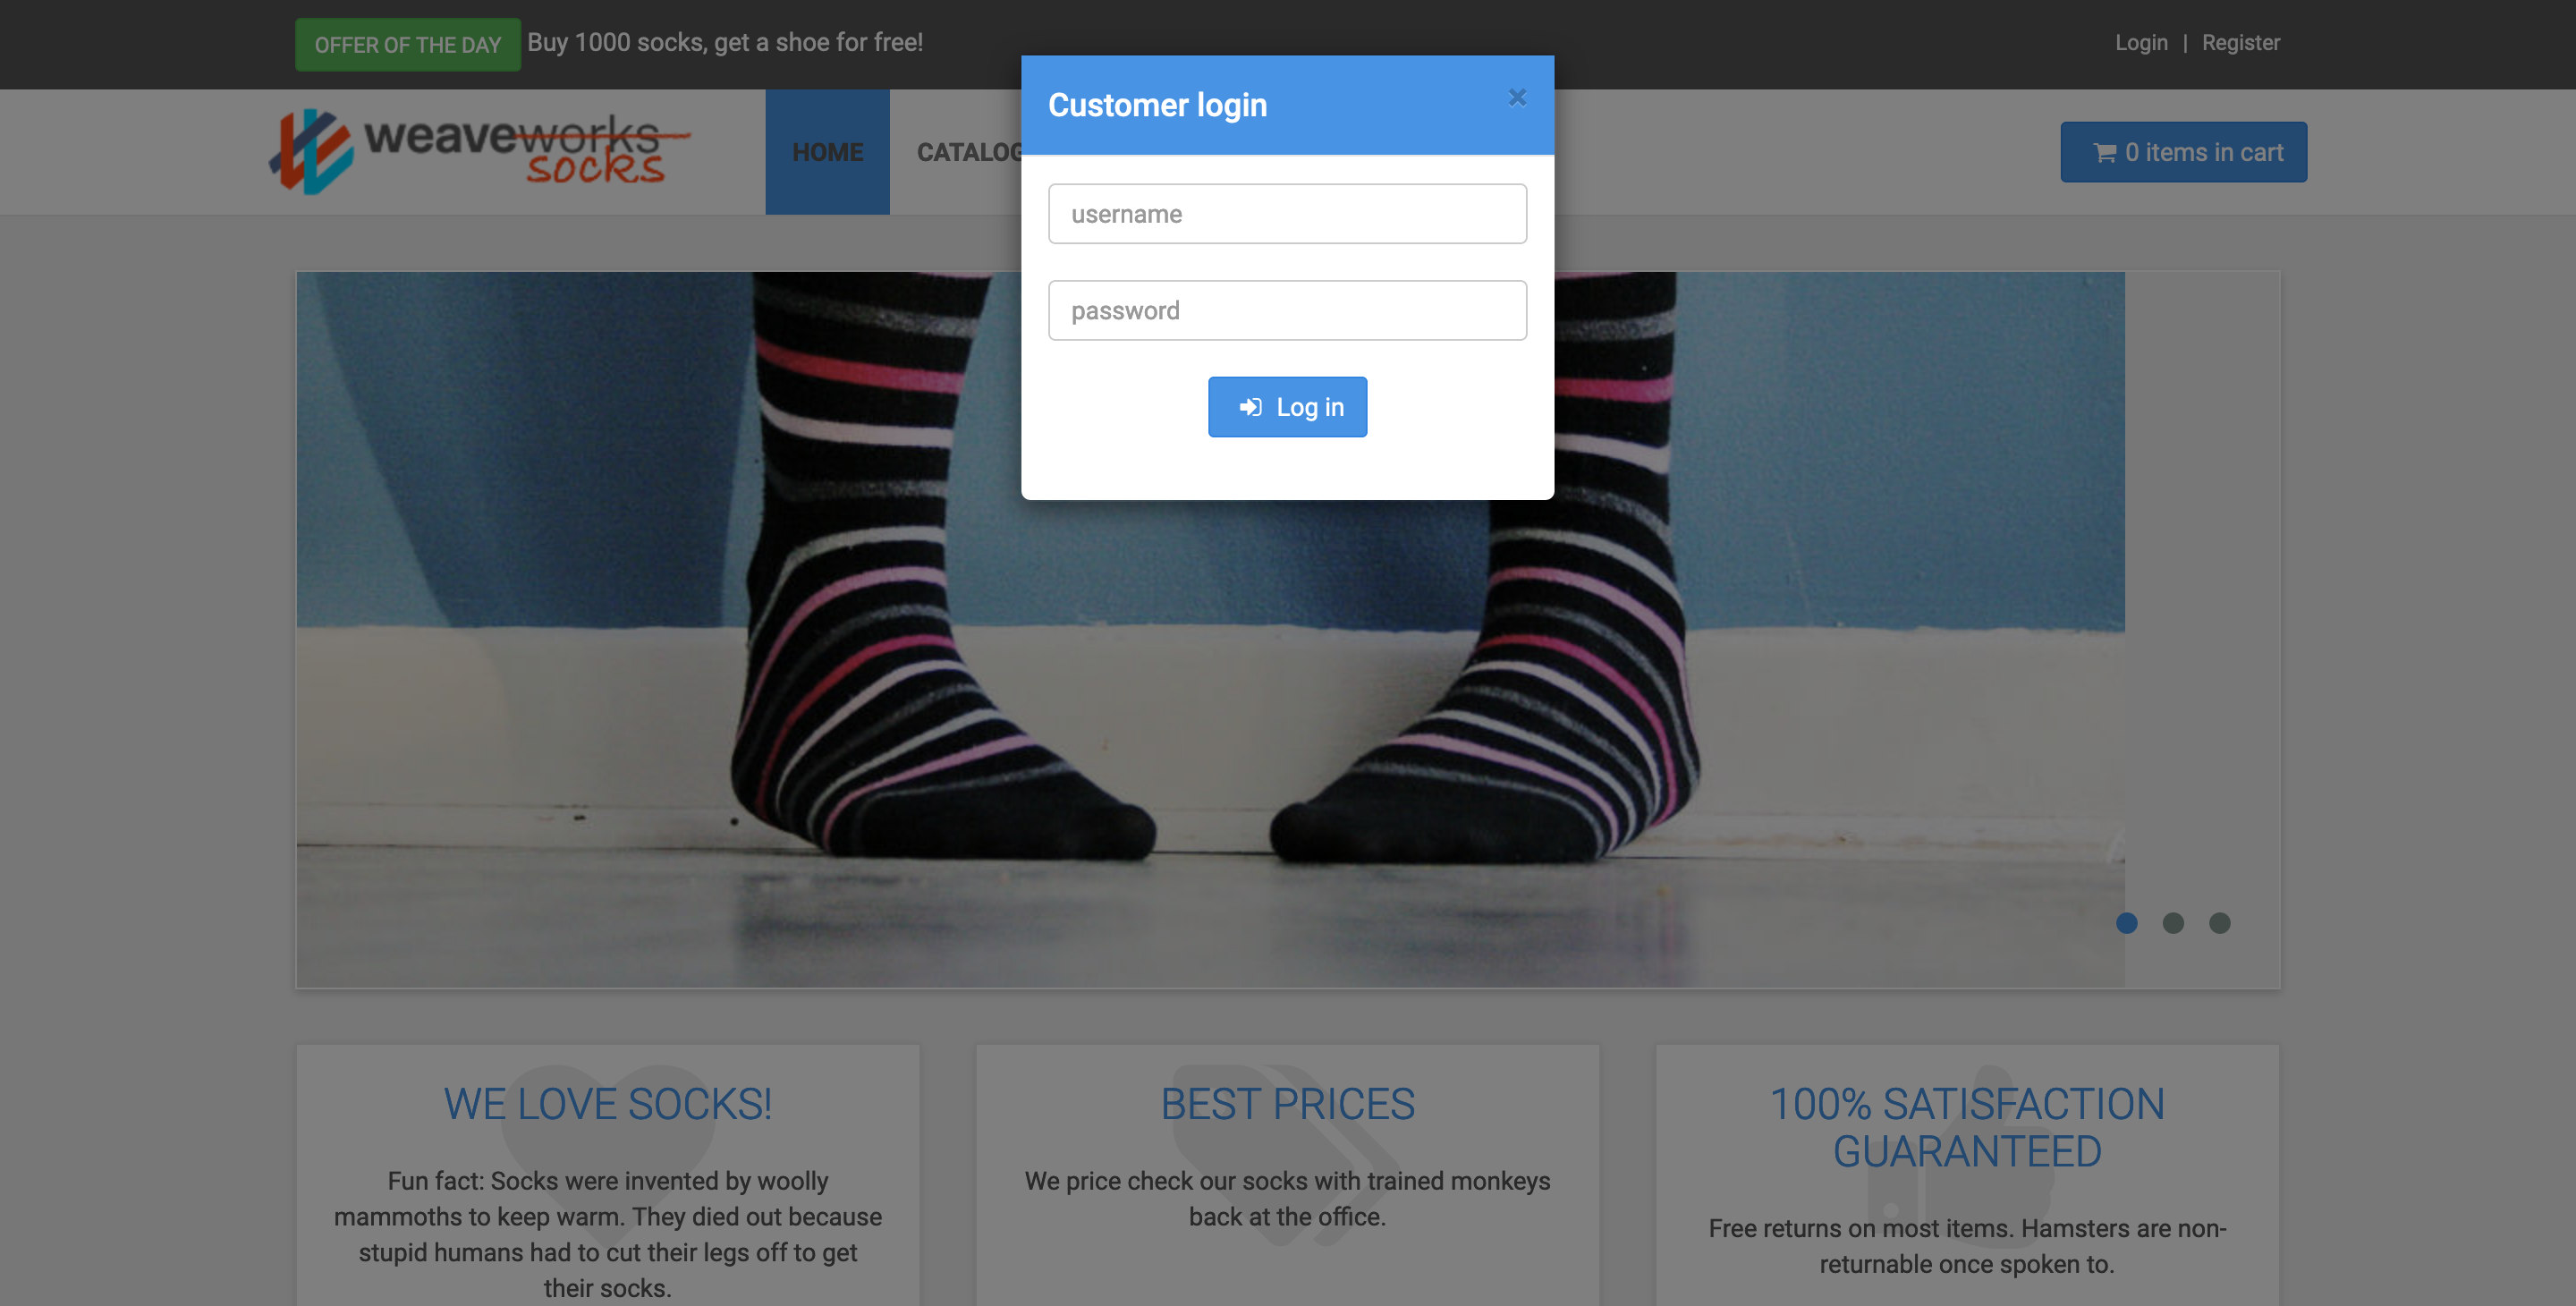 OFFER OF THE DAY Buy 1000 socks, get a shoe for free!
Login | Register
weaveworks
socks
HOME
CATALOG
0 items in cart
Customer login
×
username
password
Log in
WE LOVE SOCKS!
Fun fact: Socks were invented by woolly
mammoths to keep warm. They died out because
stupid humans had to cut their legs off to get
their socks.
BEST PRICES
We price check our socks with trained monkeys
back at the office.
100% SATISFACTION
GUARANTEED
Free returns on most items. Hamsters are non-
returnable once spoken to.